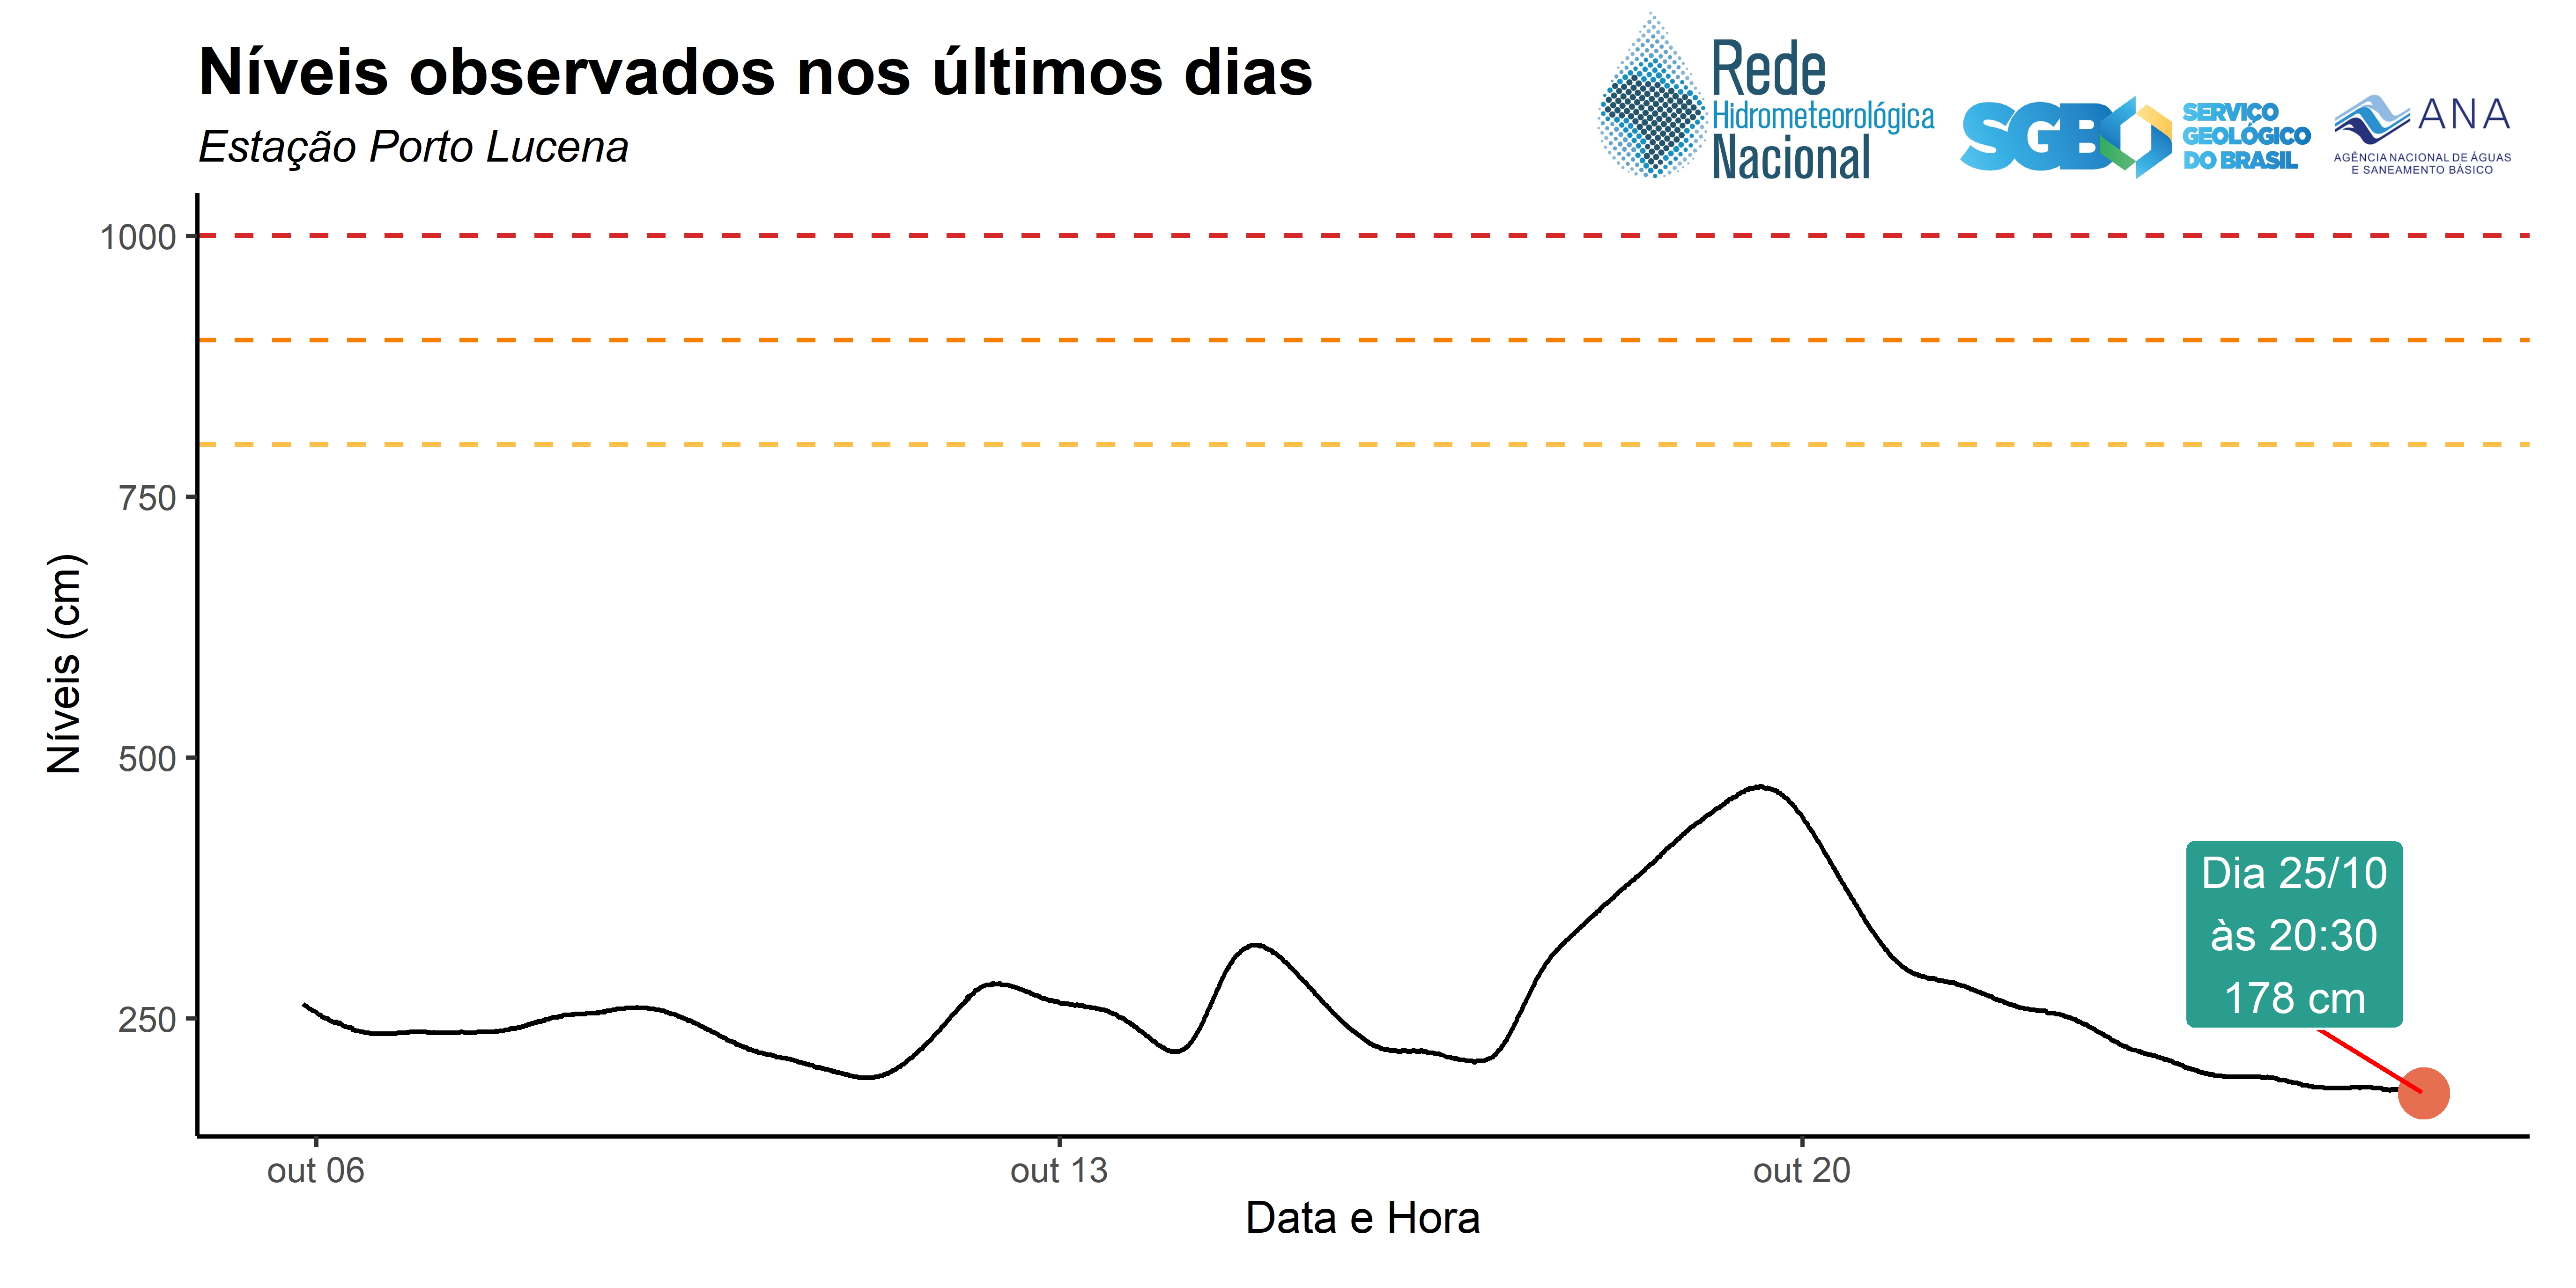 Níveis observados nos últimos dias
Estação Porto Lucena
Rede
Hidrometeorológica
Nacional
SGB
SERVIÇO
GEOLÓGICO
DO BRASIL
ANA
AGÊNCIA NACIONAL DE ÁGUAS
E SANEAMENTO BÁSICO
Níveis (cm)
1000
750
500
250
Dia 25/10
às 20:30
178 cm
out 06
out 13
out 20
Data e Hora